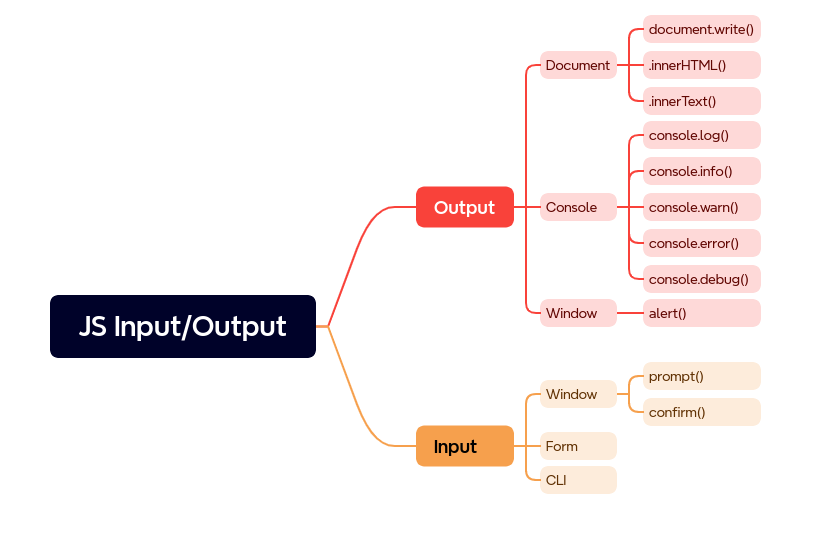 JS Input/Output
Output
Document
document.write()
.innerHTML()
.innerText()
Console
console.log()
console.info()
console.warn()
console.error()
console.debug()
Window
alert()
Input
Window
prompt()
confirm()
Form
CLI